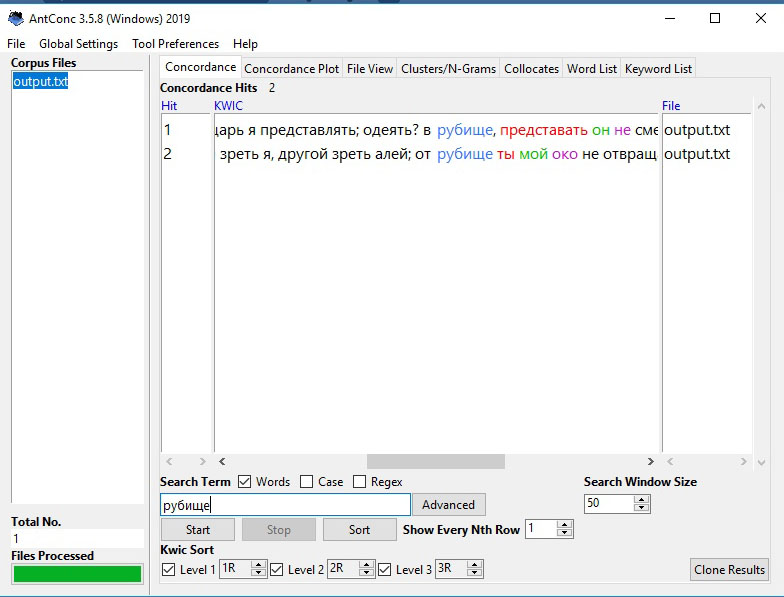 AntConc 3.5.8 (Windows) 2019
File Global Settings Tool Preferences Help
Corpus Files
output.txt
Concordance Concordance Plot File View Clusters/N-Grams Collocates Word List Keyword List
Concordance Hits 2
Hit KWIC File
1 царь я представлять; одеять? в рубище, представать он не сме output.txt
2 зреть я, другой зреть алей; от рубище ты мой око не отвращ output.txt
Search Term Words Case Regex Search Window Size
рубище Advanced 50
Total No.
1
Start Stop Sort Show Every Nth Row 1
Files Processed
Kwic Sort
Level 1 1R Level 2 2R Level 3 3R Clone Results